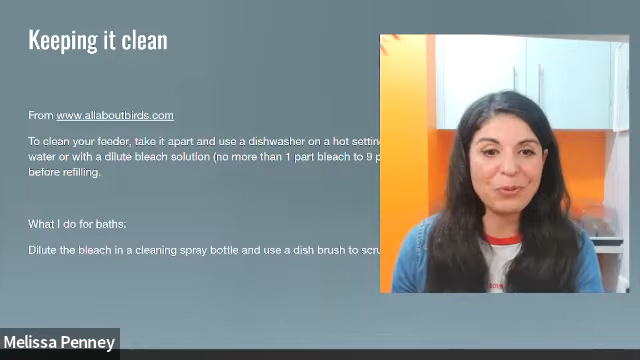 Keeping it clean
From www.allaboutbirds.com
To clean your feeder, take it apart and use a dishwasher on a hot setting
water or with a dilute bleach solution (no more than 1 part bleach to 9
before refilling.
What I do for baths:
Dilute the bleach in a cleaning spray bottle and use a dish brush to
Melissa Penney